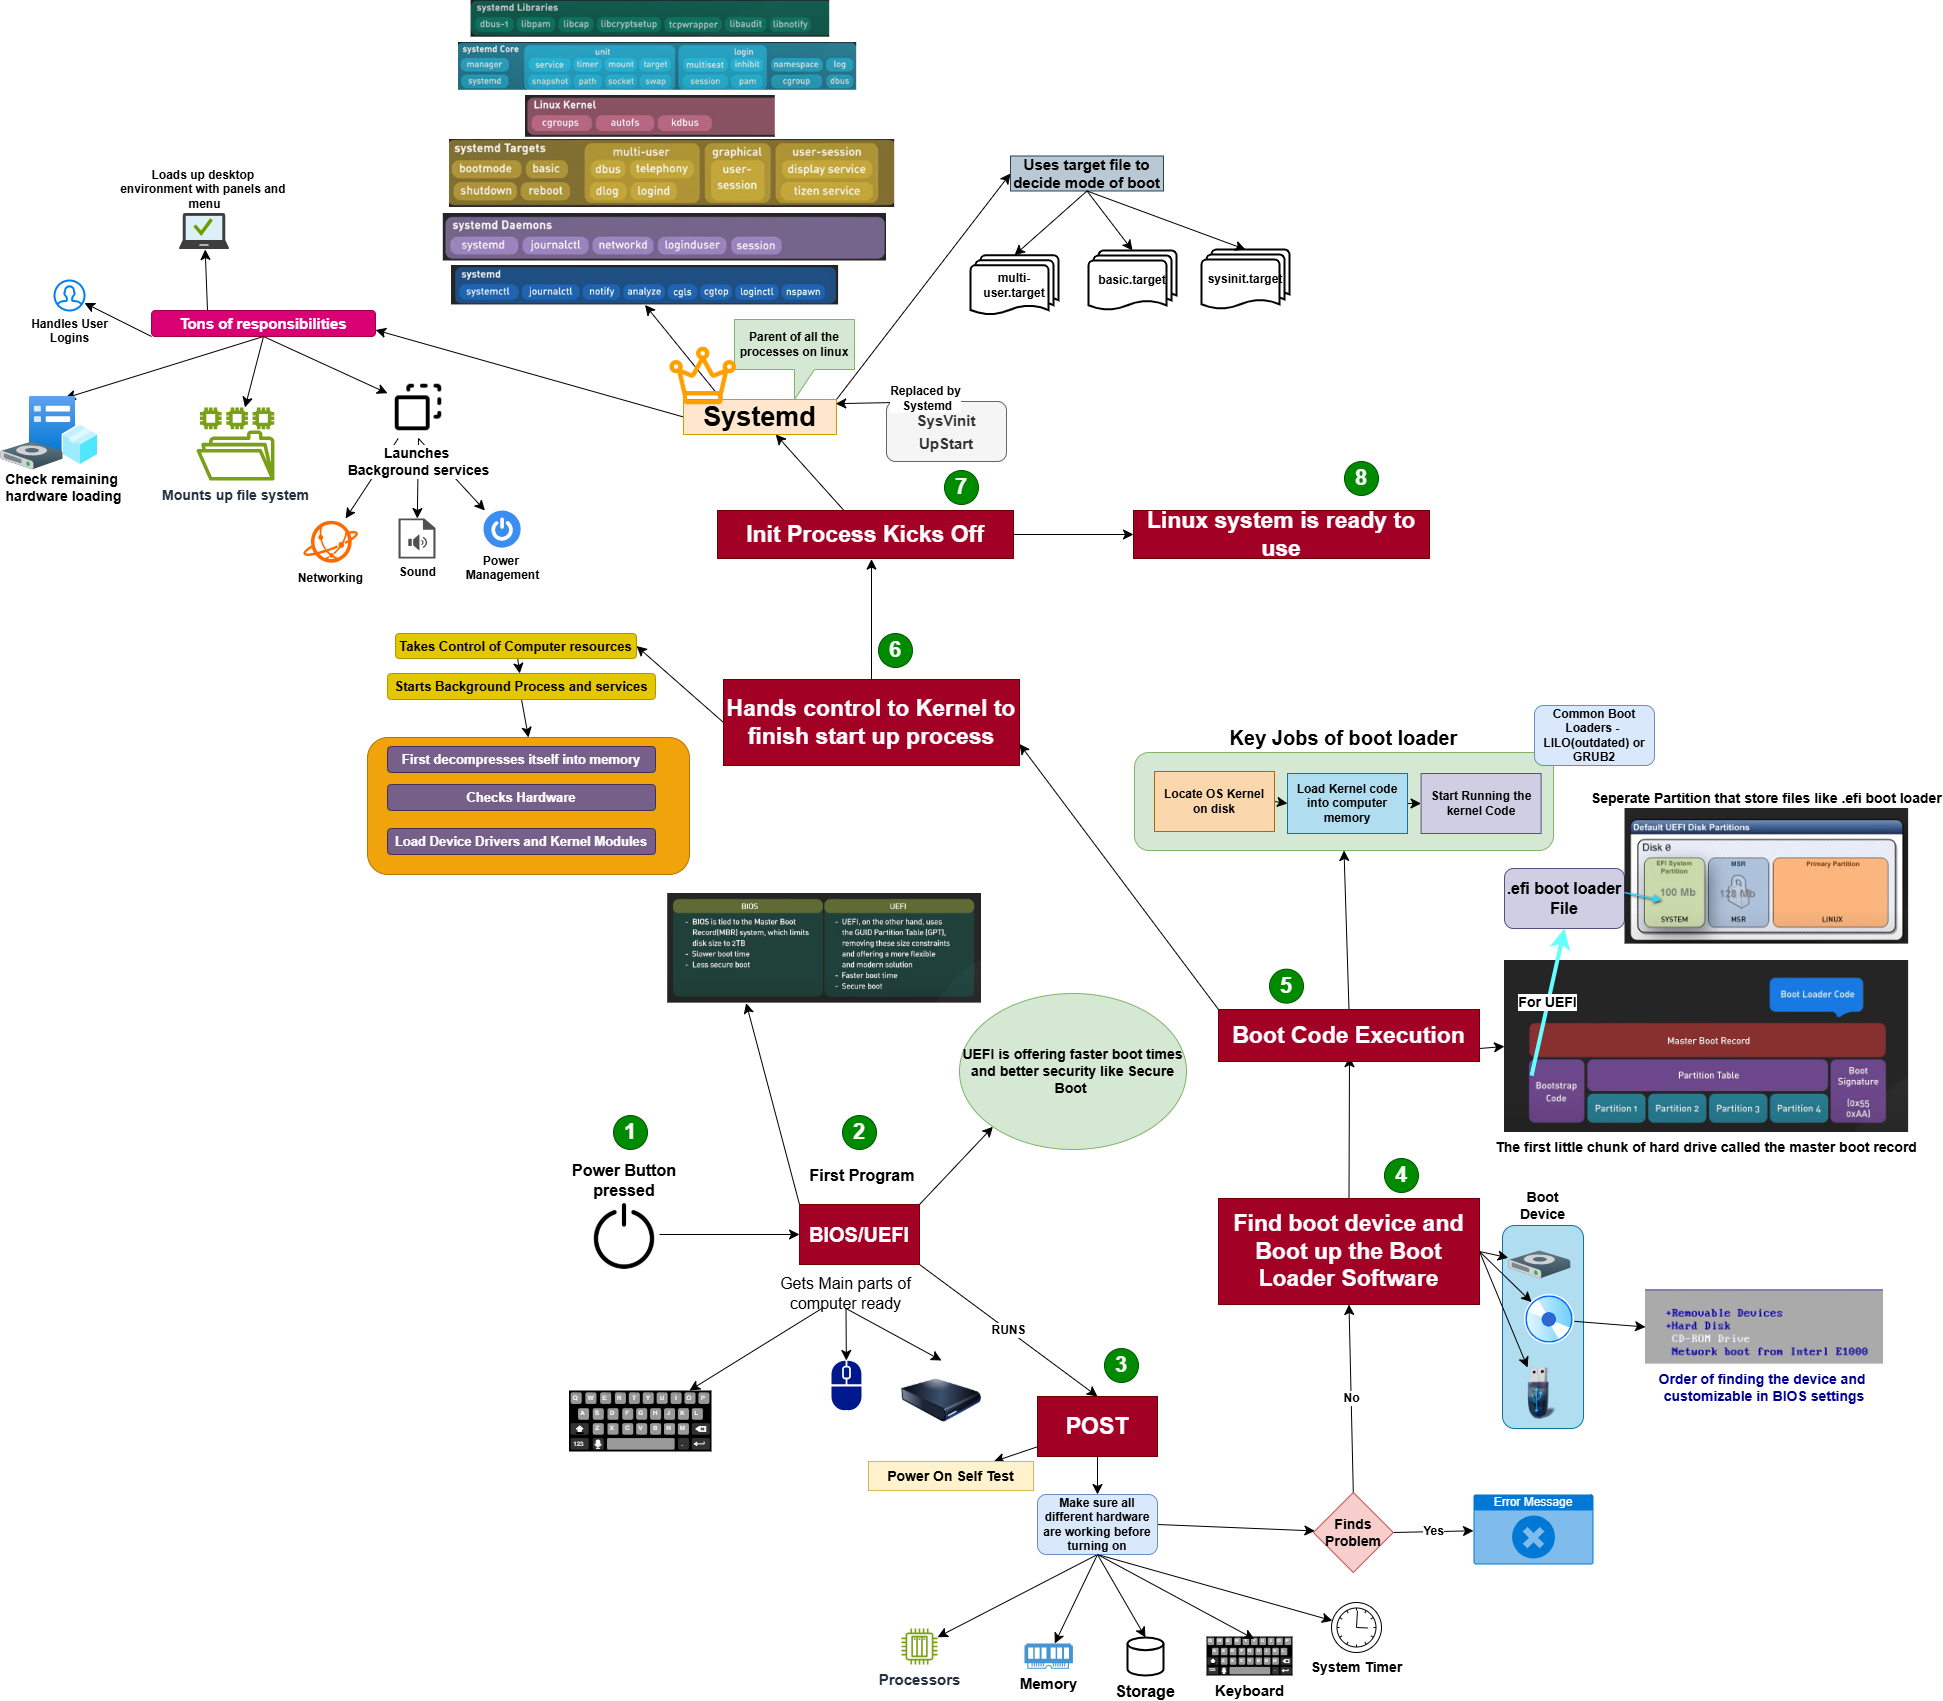 systemd Libraries
dbus-1 libpam libcap libcryptsetup tcpwrapper libaudit libnotify
systemd Core
unit login
manager service timer mount target multiseat inhibit namespace log
systemd snapshot path socket swap session pam cgroup dbus
Linux Kernel
cgroups autofs kdbus
systemd Targets
multi-user graphical user-session
bootmode basic dbus telephony user-session display service
shutdown reboot dlog logind tizen service
systemd Daemons
systemd journalctl networkd loginduser session
systemd
systemctl journalctl notify analyze cgls cgtop loginctl nspawn
Uses target file to
decide mode of boot
multi-
user.target
basic.target
sysinit.target
Loads up desktop
environment with panels and
menu
Handles User
Logins
Tons of responsibilities
Check remaining
hardware loading
Mounts up file system
Launches
Background services
Networking
Sound
Power
Management
Parent of all the
processes on linux
Systemd
Replaced by
Systemd
SysVinit
UpStart
7
Init Process Kicks Off
8
Linux system is ready to
use
6
Takes Control of Computer resources
Starts Background Process and services
First decompresses itself into memory
Checks Hardware
Load Device Drivers and Kernel Modules
Hands control to Kernel to
finish start up process
Key Jobs of boot loader
Common Boot
Loaders -
LILO(outdated) or
GRUB2
Locate OS Kernel
on disk
Load Kernel code
into computer
memory
Start Running the
kernel Code
Seperate Partition that store files like .efi boot loader
Default UEFI Disk Partitions
Disk 0
EFI System
Partition
100 Mb
SYSTEM
MSR
128 Mb
MSR
Primary Partition
LINUX
.efi boot loader
File
For UEFI
Boot Loader Code
Master Boot Record
Bootstrap
Code
Partition Table
Partition 1 Partition 2 Partition 3 Partition 4
Boot
Signature
(0x55
0xAA)
The first little chunk of hard drive called the master boot record
5
Boot Code Execution
BIOS
- BIOS is tied to the Master Boot
Record(MBR) system, which limits
disk size to 2TB
- Slower boot time
- Less secure boot
UEFI
- UEFI, on the other hand, uses
the GUID Partition Table (GPT),
removing these size constraints
and offering a more flexible
and modern solution
- Faster boot time
- Secure boot
UEFI is offering faster boot times
and better security like Secure
Boot
1
Power Button
pressed
2
First Program
BIOS/UEFI
Gets Main parts of
computer ready
Q W E R T Y U I O P
A S D F G H J K L
Z X C V B N M
123
RUNS
3
POST
Power On Self Test
Make sure all
different hardware
are working before
turning on
Processors
Memory
Storage
Keyboard
System Timer
Finds
Problem
No
Yes
Error Message
4
Find boot device and
Boot up the Boot
Loader Software
Boot
Device
+Removable Devices
+Hard Disk
CD-ROM Drive
Network boot from Interl E1000
Order of finding the device and
customizable in BIOS settings